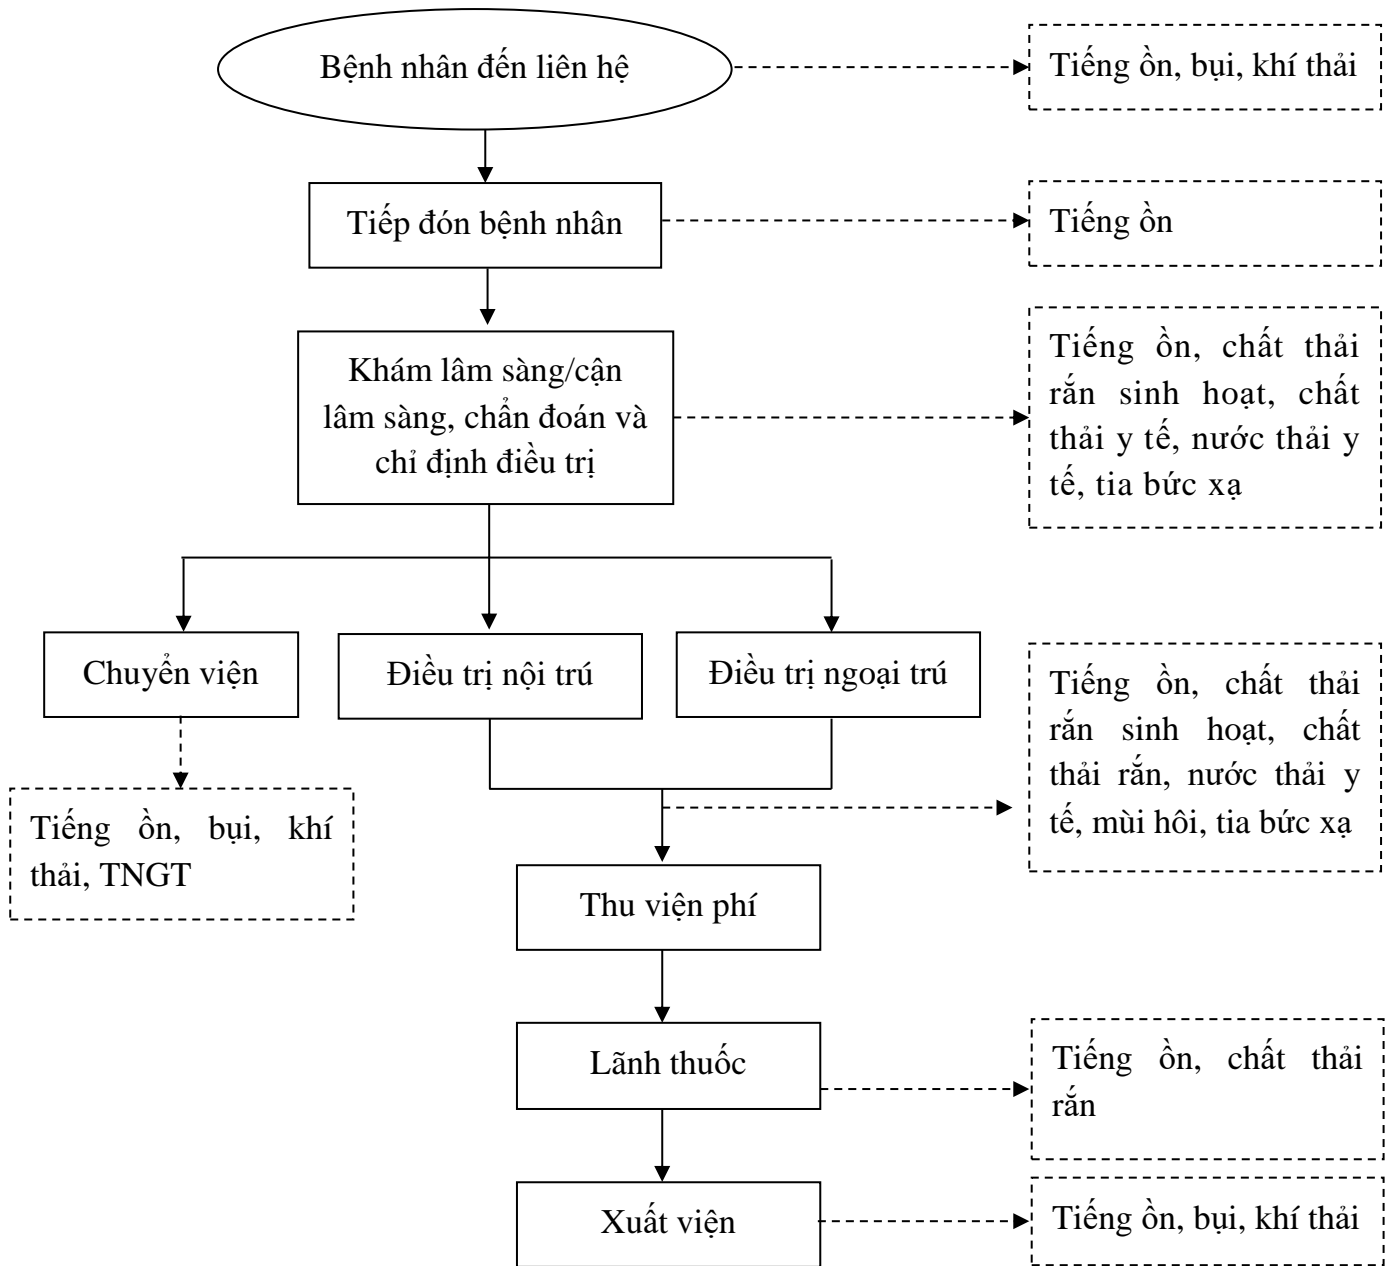 Bệnh nhân đến liên hệ
Tiếng ồn, bụi, khí thải
Tiếp đón bệnh nhân
Tiếng ồn
Khám lâm sàng/cận
lâm sàng, chẩn đoán và
chỉ định điều trị
Tiếng ồn, chất thải
rắn sinh hoạt, chất
thải y tế, nước thải y
tế, tia bức xạ
Chuyển viện
Điều trị nội trú
Điều trị ngoại trú
Tiếng ồn, chất thải
rắn sinh hoạt, chất
thải rắn, nước thải y
tế, mùi hôi, tia bức xạ
Tiếng ồn, bụi, khí
thải, TNGT
Thu viện phí
Lãnh thuốc
Tiếng ồn, chất thải
rắn
Xuất viện
Tiếng ồn, bụi, khí thải